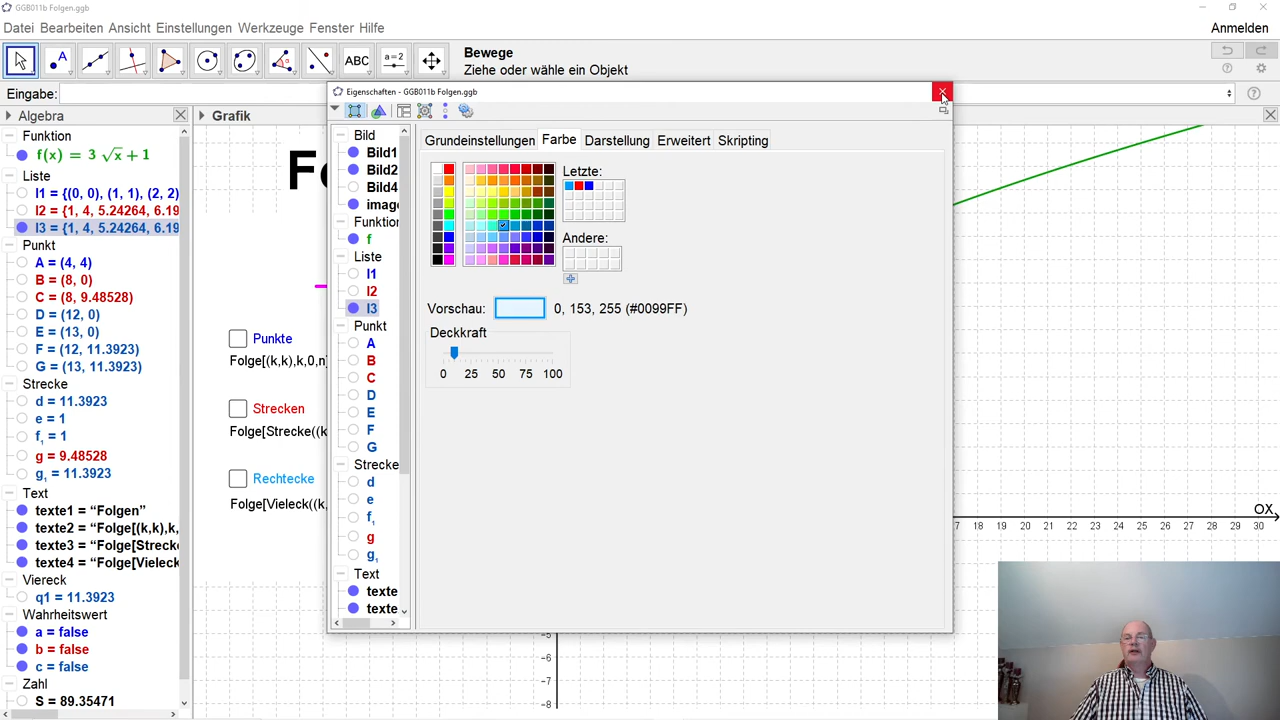 GGB011b Folgen.ggb
Datei Bearbeiten Ansicht Einstellungen Werkzeuge Fenster Hilfe
Anmelden
ABC
a=2
Bewege
Ziehe oder wähle ein Objekt
Eingabe:
Algebra
Grafik
Funktion
f(x) = 3 √x + 1
Liste
l1 = {(0, 0), (1, 1), (2, 2)
l2 = {1, 4, 5.24264, 6.19
l3 = {1, 4, 5.24264, 6.19
Punkt
A = (4, 4)
B = (8, 0)
C = (8, 9.48528)
D = (12, 0)
E = (13, 0)
F = (12, 11.3923)
G = (13, 11.3923)
Strecke
d = 11.3923
e = 1
f₁ = 1
g = 9.48528
g₁ = 11.3923
Text
texte1 = “Folgen”
texte2 = “Folge[(k,k),k,
texte3 = “Folge[Strecke
texte4 = “Folge[Vieleck
Viereck
q1 = 11.3923
Wahrheitswert
a = false
b = false
c = false
Zahl
S = 89.35471
Punkte
Folge[(k,k),k,0,n]
Strecken
Folge[Strecke((k
Rechtecke
Folge[Vieleck((k,
Eigenschaften - GGB011b Folgen.ggb
Bild
Bild1
Bild2
Bild4
image
Funktion
f
Liste
l1
l2
l3
Punkt
A
B
C
D
E
F
G
Strecke
d
e
f₁
g
g₁
Text
texte
texte
Grundeinstellungen Farbe Darstellung Erweitert Skripting
Letzte:
Andere:
Vorschau: 0, 153, 255 (#0099FF)
Deckkraft
0 25 50 75 100
OX
17 18 19 20 21 22 23 24 25 26 27 28 29 30
-5
-6
-7
-8